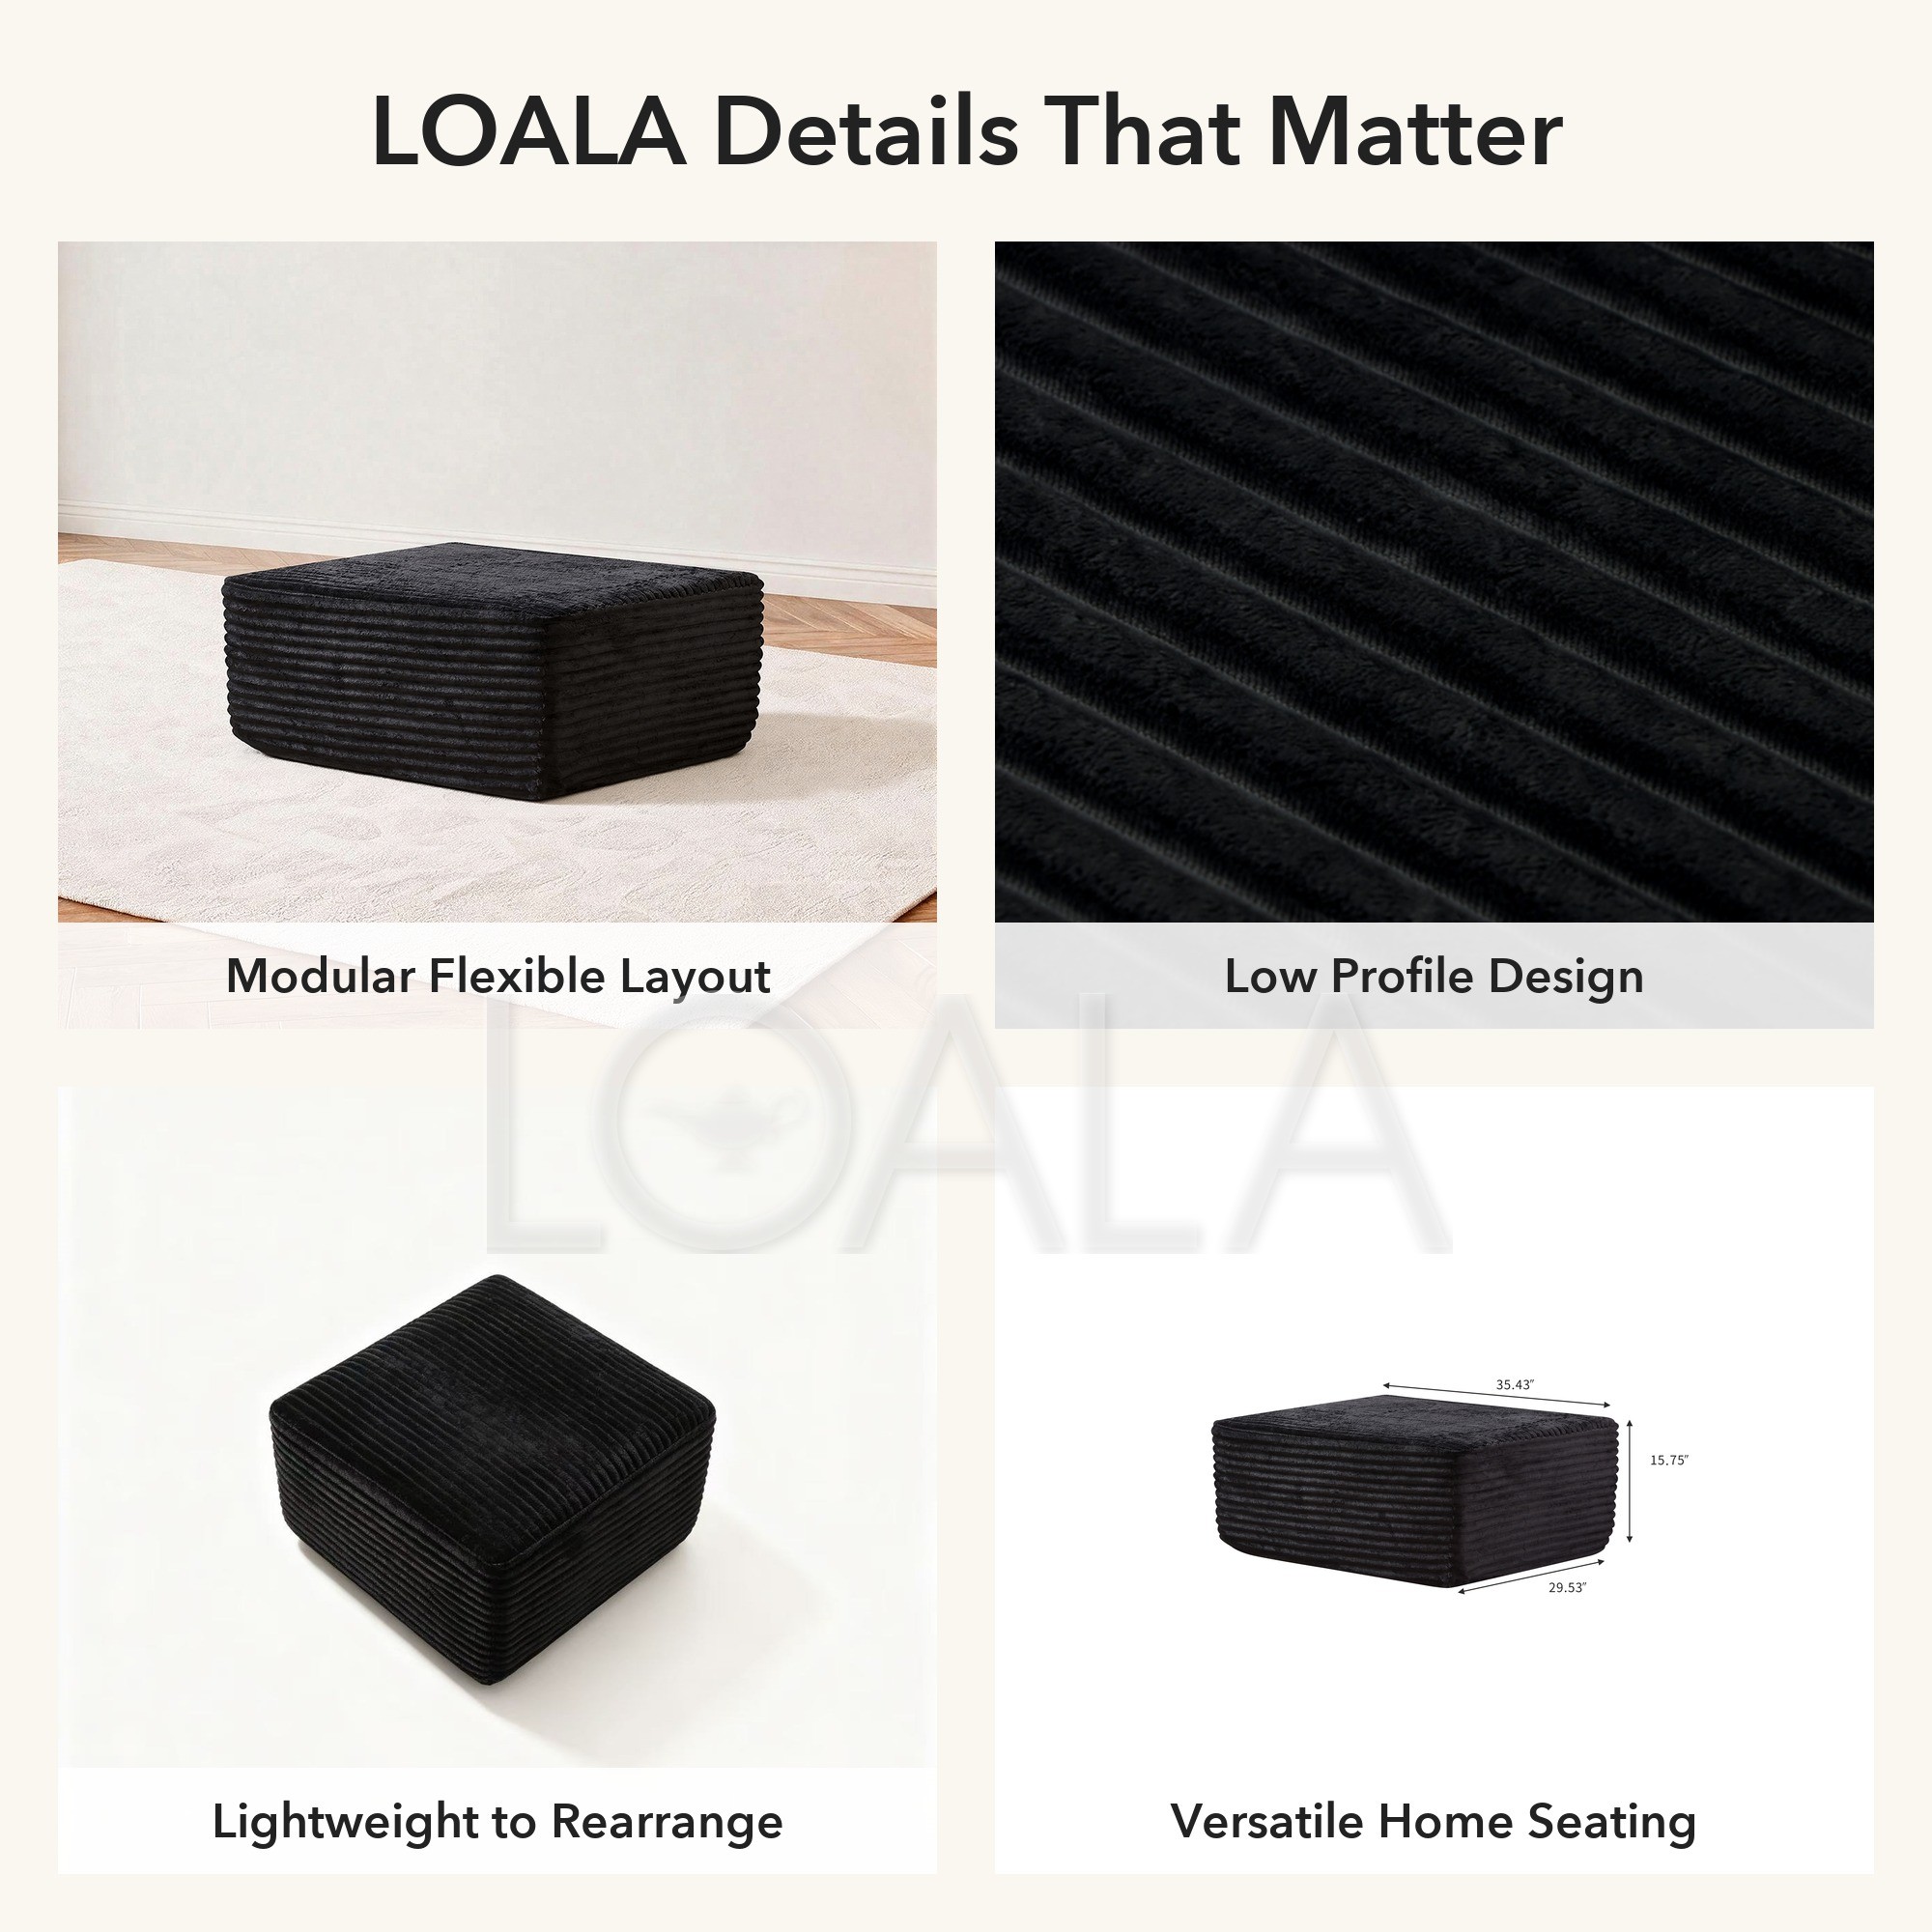 LOALA Details That Matter
Modular Flexible Layout
Low Profile Design
LOALA
Lightweight to Rearrange
35.43"
15.75"
29.53"
Versatile Home Seating